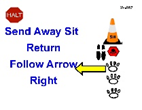 HALT
Send Away Sit
Return
Follow Arrow
Right